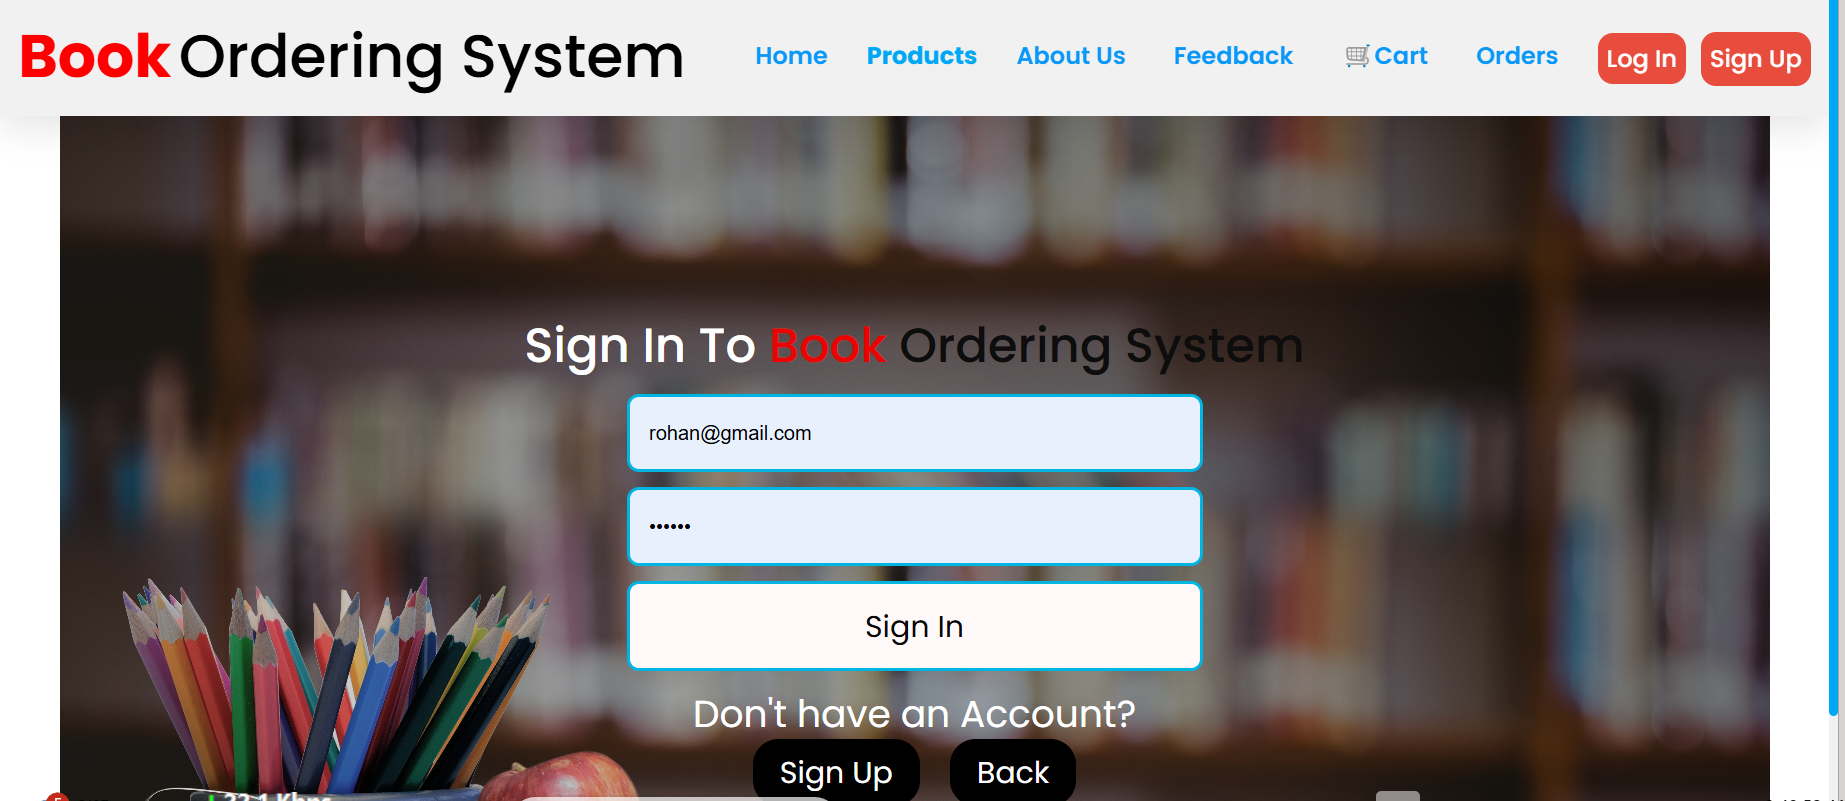 Book Ordering System
Home Products About Us Feedback 🛒Cart Orders Log In Sign Up
Sign In To Book Ordering System
rohan@gmail.com
••••••
Sign In
Don't have an Account?
Sign Up Back